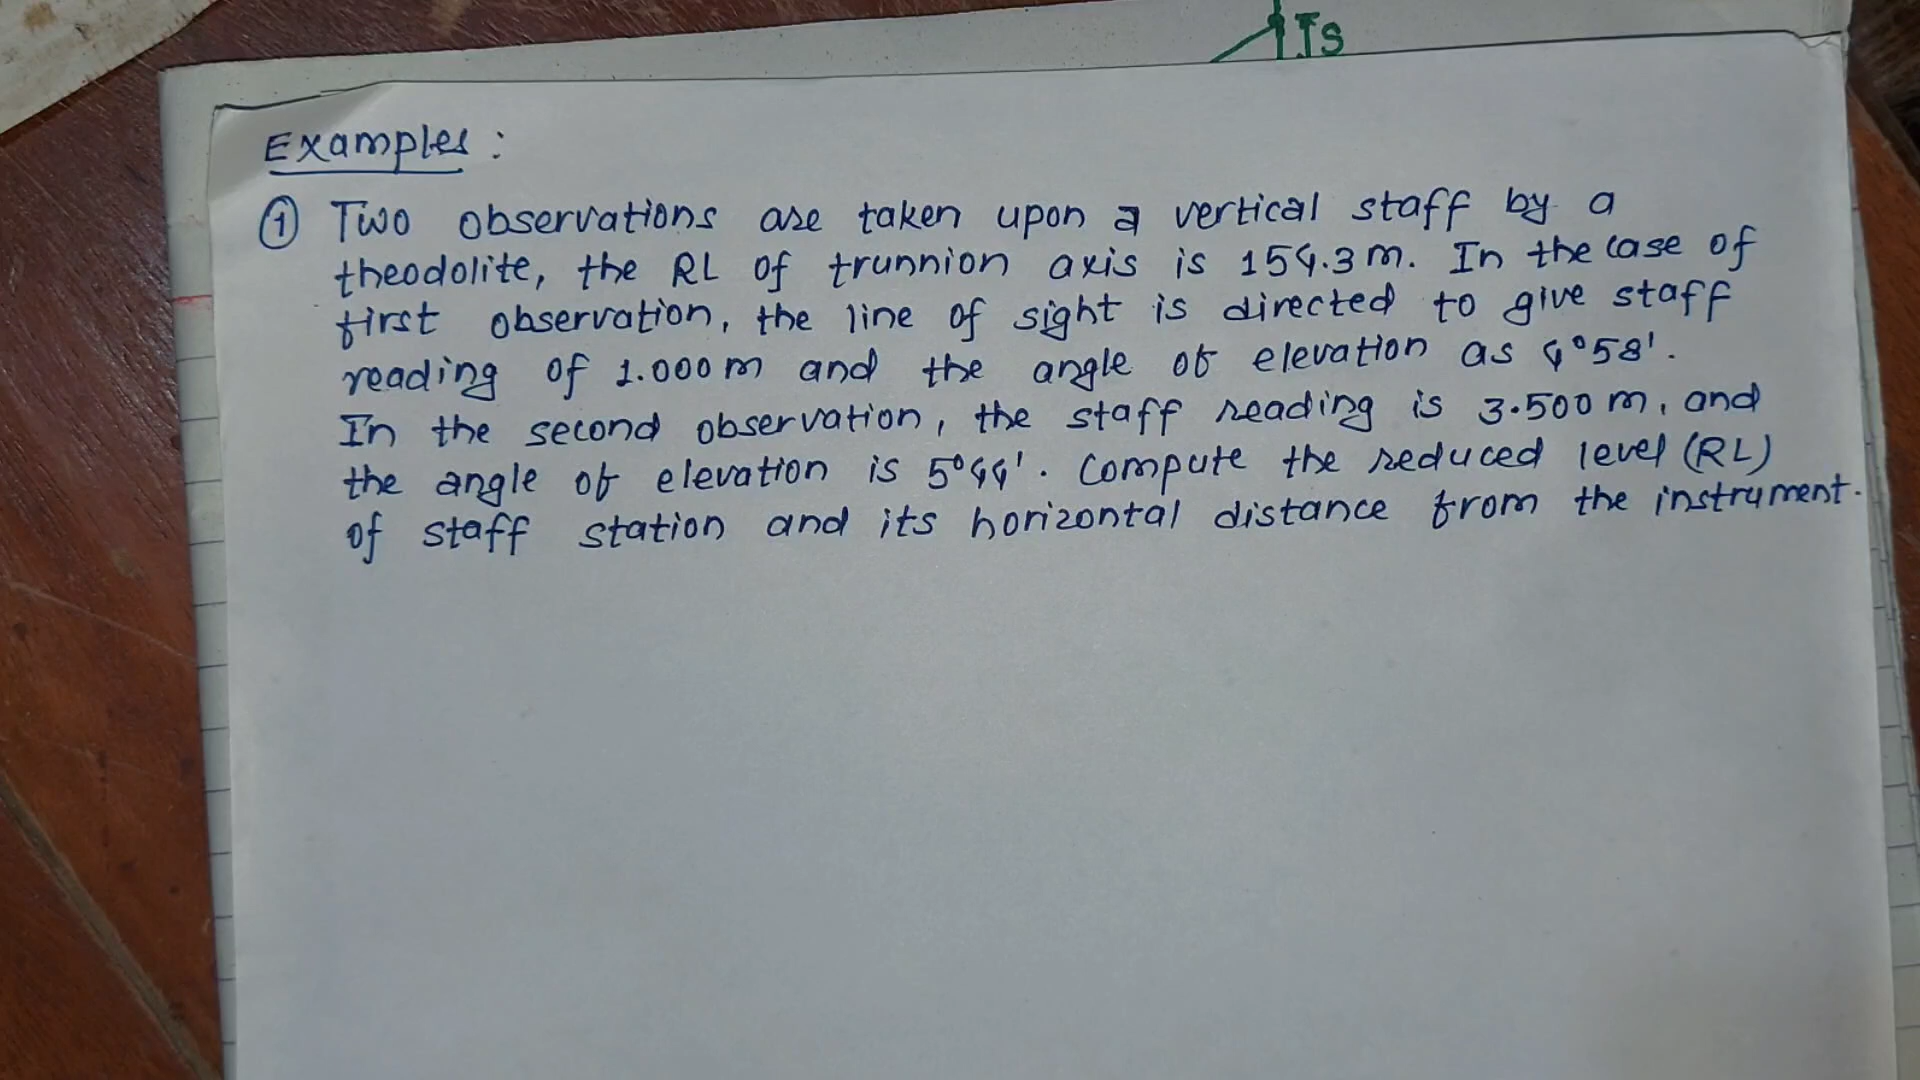 Is
Examples:
① Two observations are taken upon a vertical staff by a
theodolite, the RL of trunnion axis is 154.3 m. In the case of
first observation, the line of sight is directed to give staff
reading of 1.000 m and the angle of elevation as 4°58'.
In the second observation, the staff reading is 3.500 m, and
the angle of elevation is 5°44'. Compute the reduced level (RL)
of staff station and its horizontal distance from the instrument.